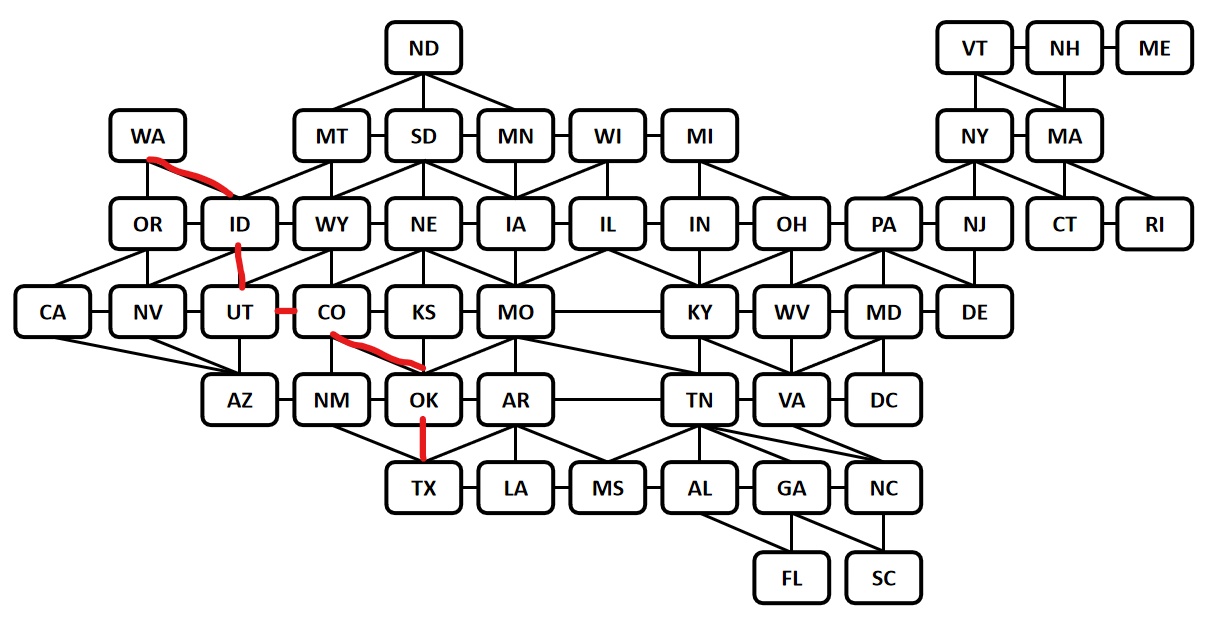 ND VT NH ME
WA MT SD MN WI MI NY MA
OR ID WY NE IA IL IN OH PA NJ CT RI
CA NV UT CO KS MO KY WV MD DE
AZ NM OK AR TN VA DC
TX LA MS AL GA NC
FL SC